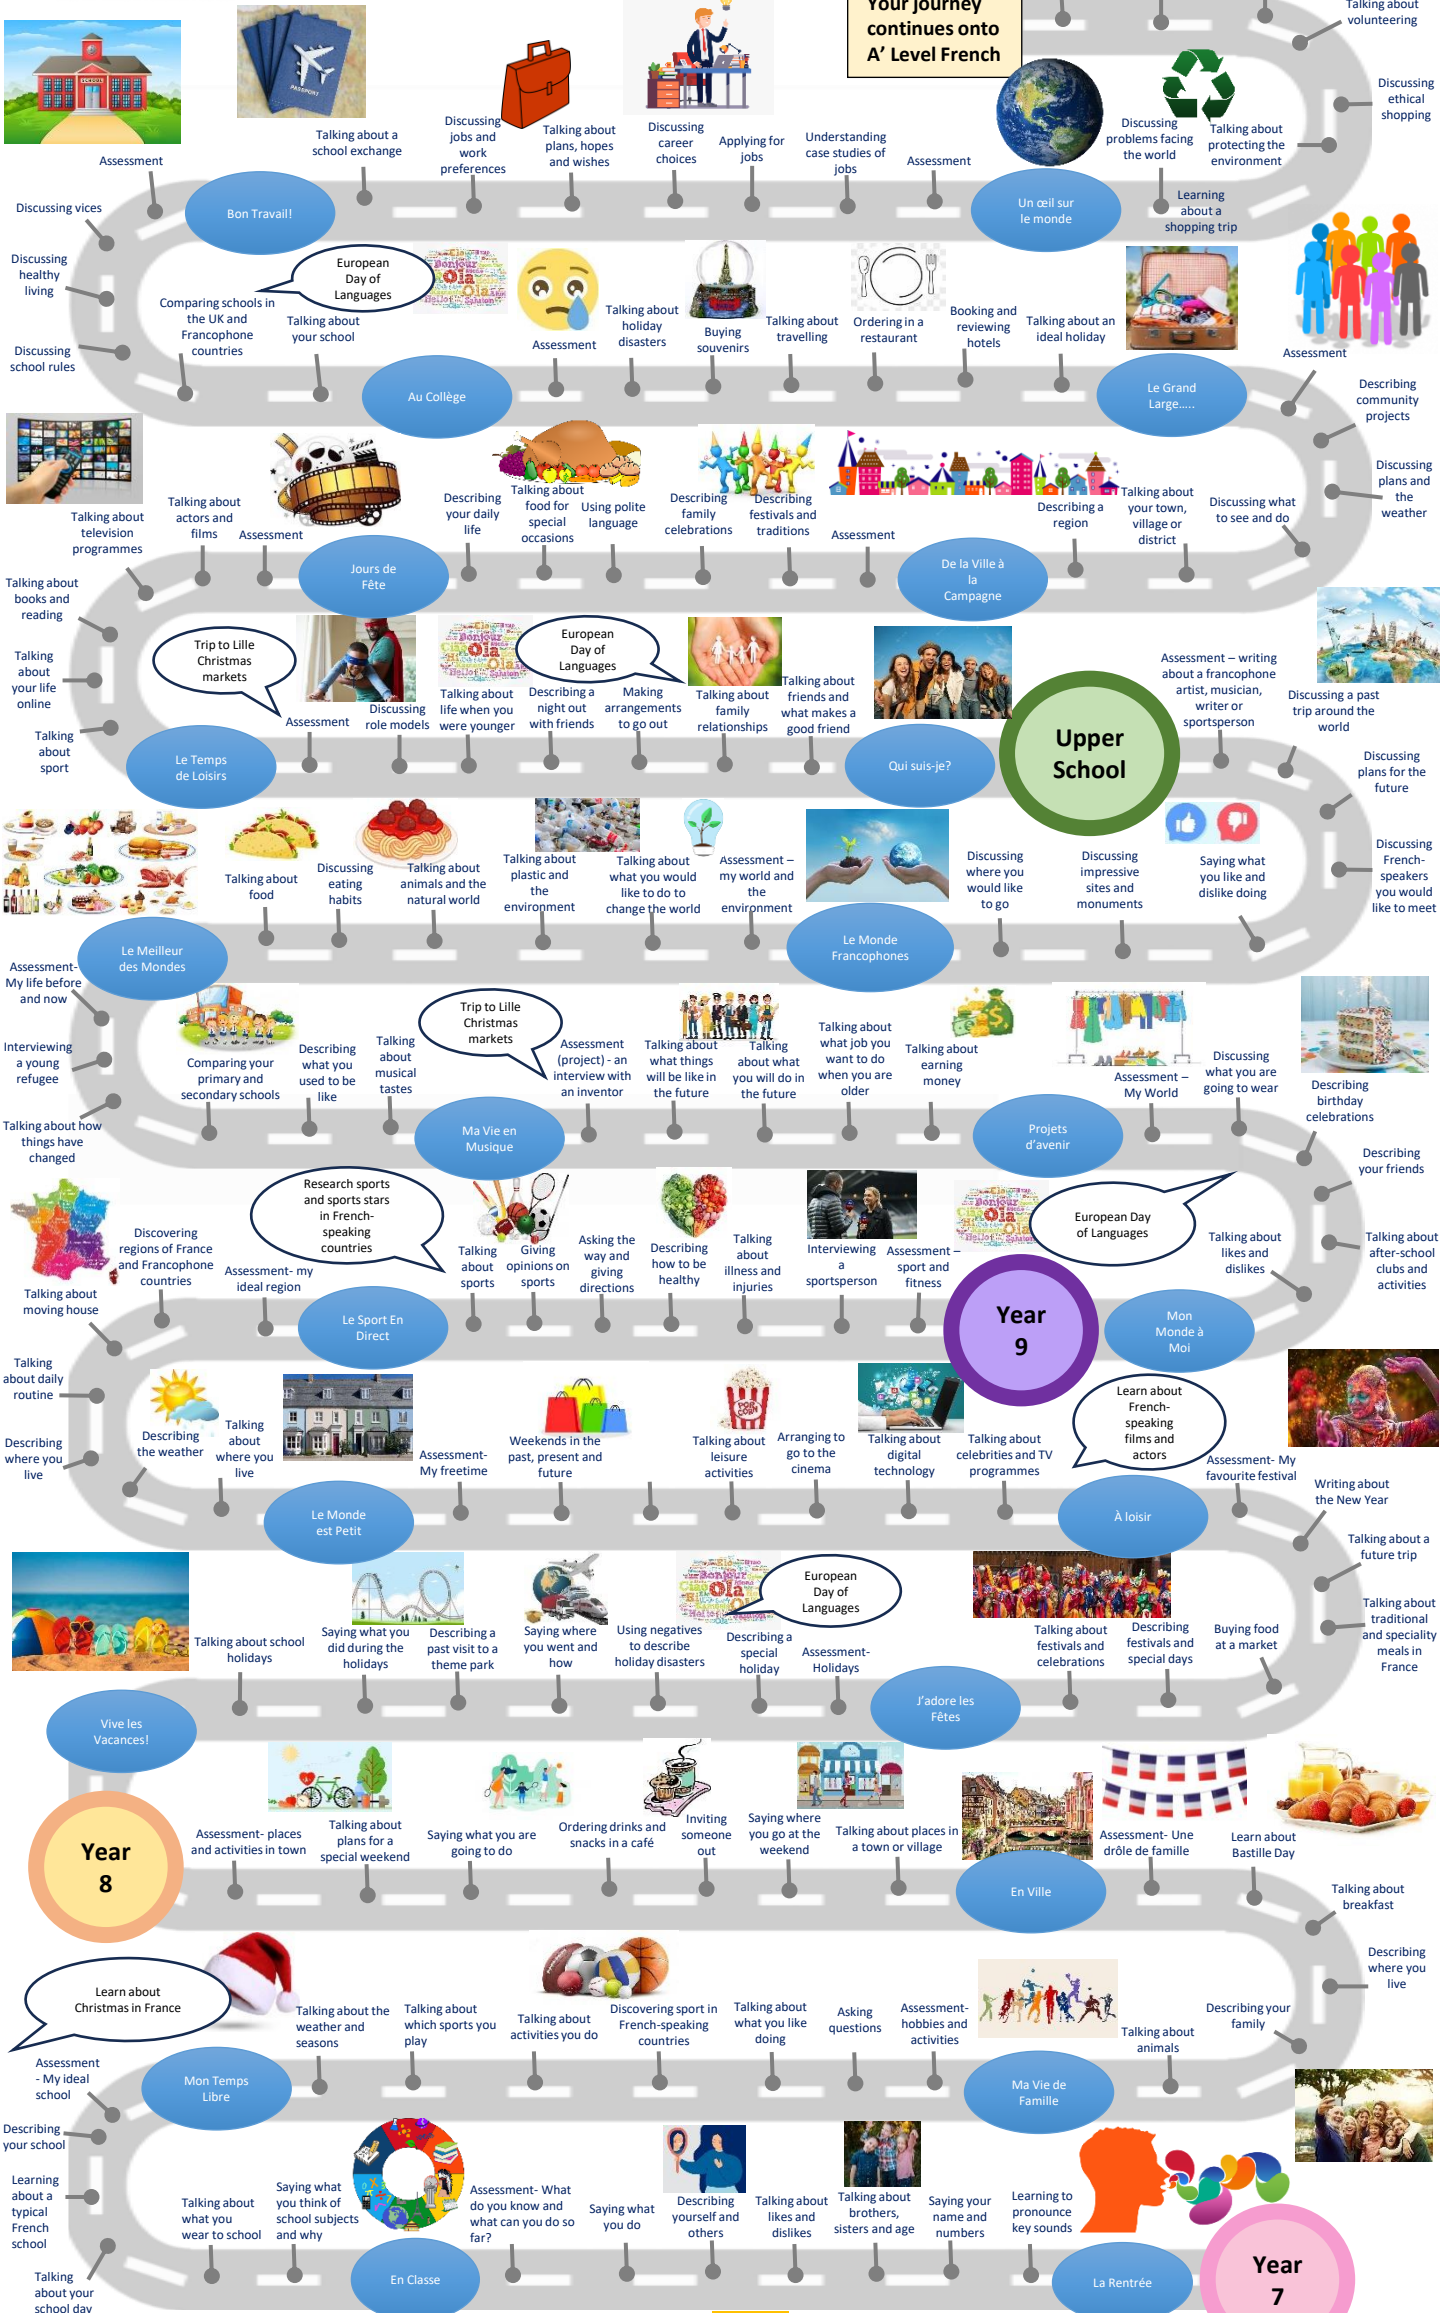 Your journey
continues onto
A’ Level French
Talking about
volunteering
Discussing
ethical
shopping
Talking about
protecting the
environment
Discussing
problems facing
the world
Learning
about a
shopping trip
Un œil sur
le monde
Assessment
Understanding
case studies of
jobs
Applying for
jobs
Discussing
career
choices
Talking about
plans, hopes
and wishes
Discussing
jobs and
work
preferences
Talking about a
school exchange
PASSPORT
Bon Travail!
Assessment
Discussing vices
Discussing
healthy
living
Discussing
school rules
Comparing schools in
the UK and
Francophone
countries
Talking about
your school
European
Day of
Languages
Au Collège
Assessment
Talking about
holiday
disasters
Buying
souvenirs
Talking about
travelling
Ordering in a
restaurant
Booking and
reviewing
hotels
Talking about an
ideal holiday
Le Grand
Large.....
Assessment
Describing
community
projects
Discussing
plans and
the
weather
Discussing what
to see and do
Talking about
your town,
village or
district
Describing a
region
De la Ville à
la
Campagne
Assessment
Describing
festivals and
traditions
Describing
family
celebrations
Using polite
language
Talking about
food for
special
occasions
Describing
your daily
life
Jours de
Fête
Assessment
Talking about
actors and
films
Talking about
television
programmes
Talking about
books and
reading
Talking
about
your life
online
Talking
about
sport
Le Temps
de Loisirs
Trip to Lille
Christmas
markets
Assessment
Discussing
role models
Talking about
life when you
were younger
Describing a
night out
with friends
European
Day of
Languages
Making
arrangements
to go out
Talking about
family
relationships
Talking about
friends and
what makes a
good friend
Qui suis-je?
Upper
School
Assessment – writing
about a francophone
artist, musician,
writer or
sportsperson
Discussing a past
trip around the
world
Discussing
plans for the
future
Discussing
French-
speakers
you would
like to meet
Saying what
you like and
dislike doing
Discussing
impressive
sites and
monuments
Discussing
where you
would like
to go
Le Monde
Francophones
Assessment –
my world and
the
environment
Talking about
what you would
like to do to
change the world
Talking about
plastic and
the
environment
Talking about
animals and the
natural world
Discussing
eating
habits
Talking about
food
Le Meilleur
des Mondes
Assessment-
My life before
and now
Interviewing
a young
refugee
Talking about how
things have
changed
Comparing your
primary and
secondary schools
Describing
what you
used to be
like
Talking
about
musical
tastes
Trip to Lille
Christmas
markets
Ma Vie en
Musique
Assessment
(project) - an
interview with
an inventor
Talking about
what things
will be like in
the future
Talking
about what
you will do in
the future
Talking about
what job you
want to do
when you are
older
Talking about
earning
money
Projets
d’avenir
Assessment –
My World
Discussing
what you are
going to wear
Describing
birthday
celebrations
Describing
your friends
Talking about
after-school
clubs and
activities
Talking about
likes and
dislikes
European Day
of Languages
Mon
Monde à
Moi
Year
9
Assessment –
sport and
fitness
Interviewing
a
sportsperson
Talking
about
illness and
injuries
Describing
how to be
healthy
Asking the
way and
giving
directions
Giving
opinions on
sports
Talking
about
sports
Research sports
and sports stars
in French-
speaking
countries
Le Sport En
Direct
Assessment- my
ideal region
Discovering
regions of France
and Francophone
countries
Talking about
moving house
Talking
about daily
routine
Describing
where you
live
Describing
the weather
Talking
about
where you
live
Le Monde
est Petit
Assessment-
My freetime
Weekends in the
past, present and
future
Talking about
leisure
activities
POP
CORN
Arranging to
go to the
cinema
Talking about
digital
technology
Talking about
celebrities and TV
programmes
Learn about
French-
speaking
films and
actors
À loisir
Assessment- My
favourite festival
Writing about
the New Year
Talking about a
future trip
Talking about
traditional
and speciality
meals in
France
Buying food
at a market
Describing
festivals and
special days
Talking about
festivals and
celebrations
J’adore les
Fêtes
Assessment-
Holidays
European
Day of
Languages
Describing a
special
holiday
Using negatives
to describe
holiday disasters
Saying where
you went and
how
Describing a
past visit to a
theme park
Saying what you
did during the
holidays
Talking about school
holidays
Vive les
Vacances!
Year
8
Assessment- places
and activities in town
Talking about
plans for a
special weekend
Saying what you are
going to do
Ordering drinks and
snacks in a café
Inviting
someone
out
Saying where
you go at the
weekend
Talking about places in
a town or village
En Ville
Assessment- Une
drôle de famille
Learn about
Bastille Day
Talking about
breakfast
Describing
where you
live
Describing your
family
Talking about
animals
Ma Vie de
Famille
Assessment-
hobbies and
activities
Asking
questions
Talking about
what you like
doing
Discovering sport in
French-speaking
countries
Talking about
activities you do
Talking about
which sports you
play
Talking about the
weather and
seasons
Learn about
Christmas in France
Mon Temps
Libre
Assessment
- My ideal
school
Describing
your school
Learning
about a
typical
French
school
Talking
about your
school day
Talking about
what you
wear to school
Saying what
you think of
school subjects
and why
En Classe
Assessment- What
do you know and
what can you do so
far?
Saying what
you do
Describing
yourself and
others
Talking about
likes and
dislikes
Talking about
brothers,
sisters and age
Saying your
name and
numbers
Learning to
pronounce
key sounds
La Rentrée
Year
7